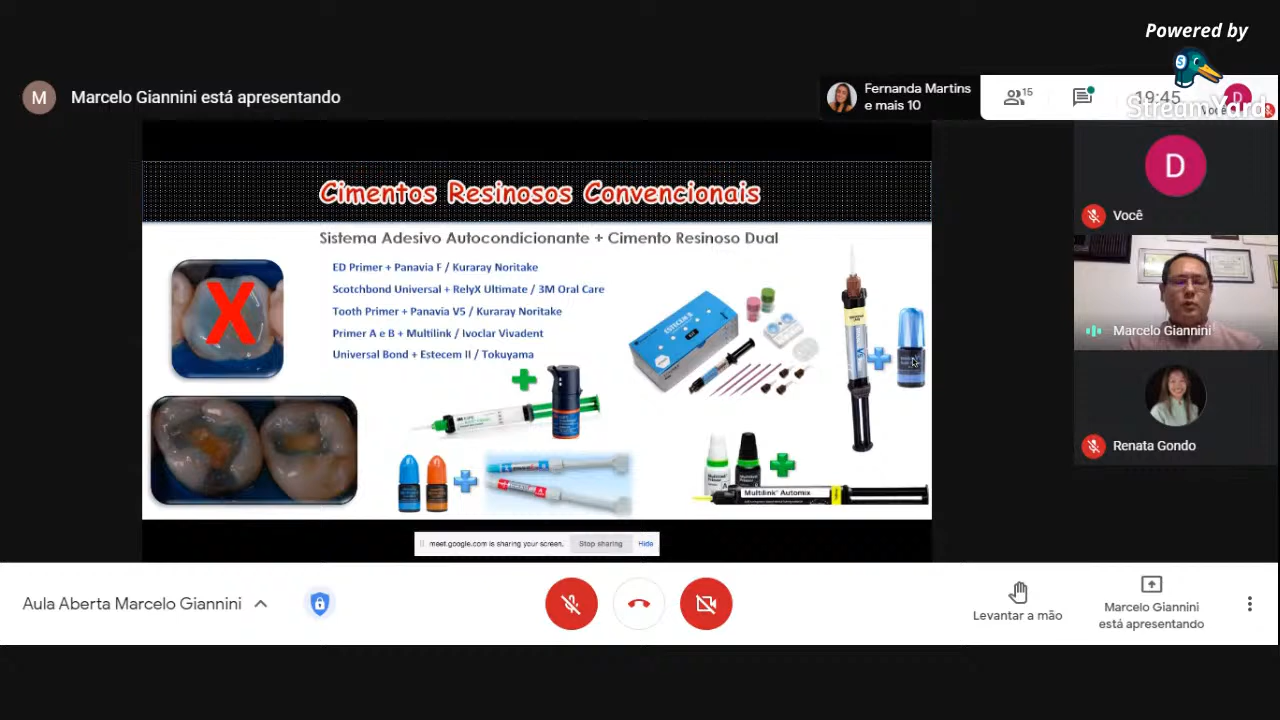 Powered by
M
Marcelo Giannini está apresentando
Fernanda Martins
e mais 10
15
19:45
D
Você
StreamYard
D
Você
Cimentos Resinosos Convencionais
Sistema Adesivo Autocondicionante + Cimento Resinoso Dual
ED Primer + Panavia F / Kuraray Noritake
Scotchbond Universal + RelyX Ultimate / 3M Oral Care
Tooth Primer + Panavia V5 / Kuraray Noritake
Primer A e B + Multilink / Ivoclar Vivadent
Universal Bond + Estecem II / Tokuyama
X
ESTECEM II
Marcelo Giannini
Renata Gondo
A
Multilink Automix
meet.google.com is sharing your screen.
Stop sharing
Hide
Aula Aberta Marcelo Giannini
Levantar a mão
Marcelo Giannini
está apresentando